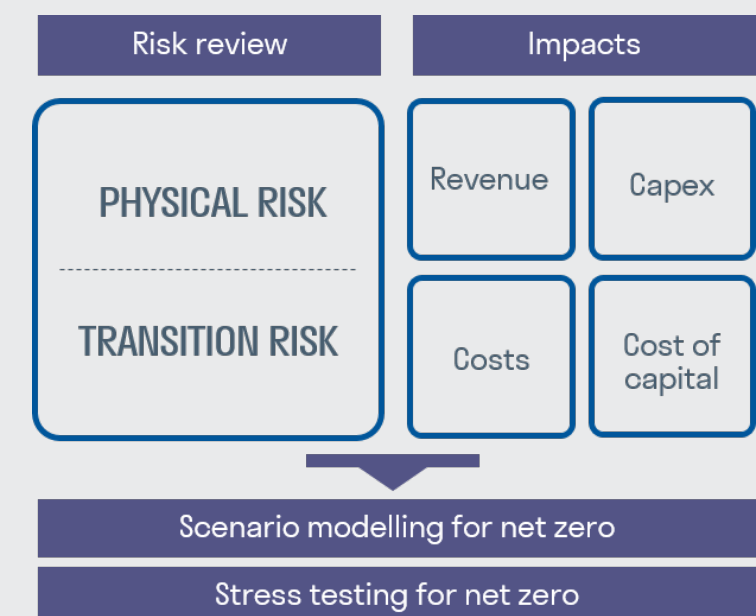 Risk review
Impacts
PHYSICAL RISK
TRANSITION RISK
Revenue
Capex
Costs
Cost of
capital
Scenario modelling for net zero
Stress testing for net zero